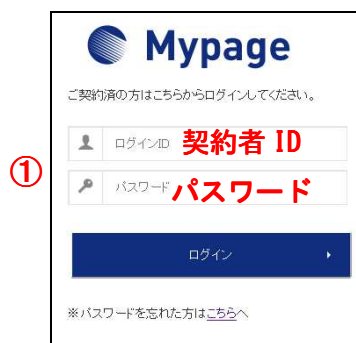 Mypage
ご契約済の方はこちらからログインしてください。
ログインID 契約者 ID
①
パスワード パスワード
ログイン
※パスワードを忘れた方はこちらへ